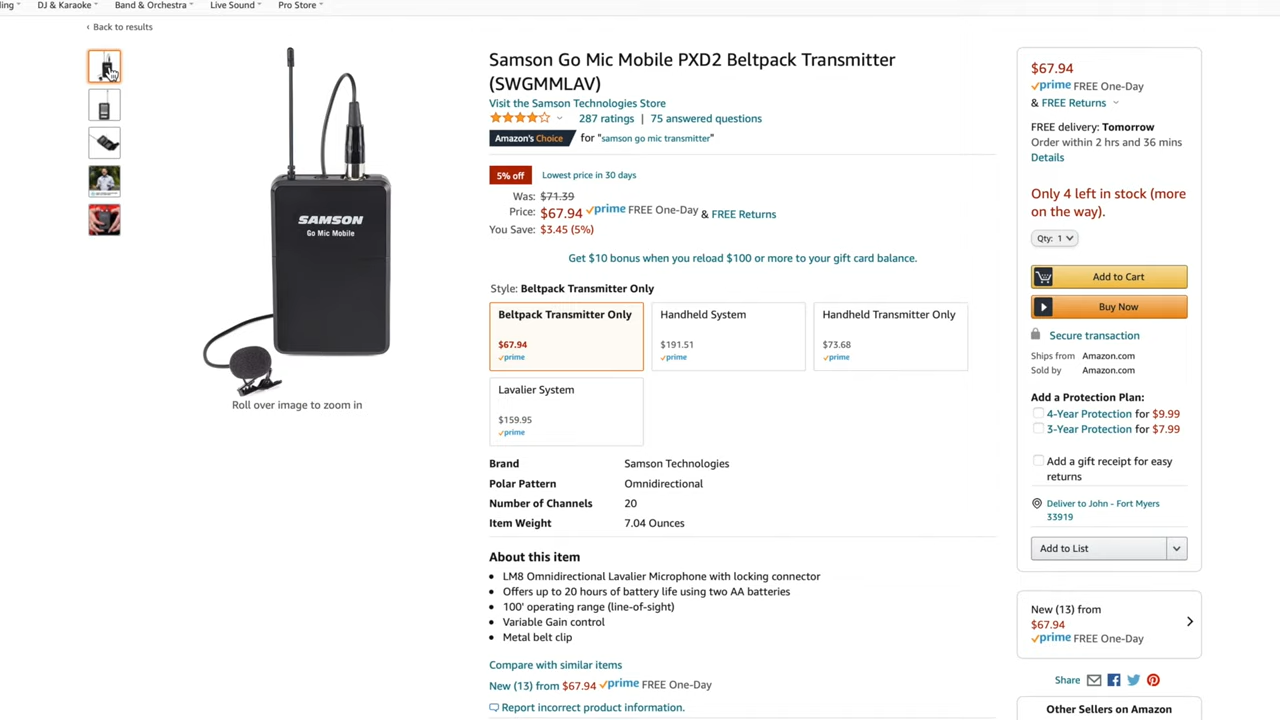 ling
DJ & Karaoke
Band & Orchestra
Live Sound
Pro Store
‹ Back to results
SAMSON
Go Mic Mobile
Roll over image to zoom in
Samson Go Mic Mobile PXD2 Beltpack Transmitter
(SWGMMLAV)
Visit the Samson Technologies Store
287 ratings | 75 answered questions
Amazon's Choice for "samson go mic transmitter"
5% off Lowest price in 30 days
Was: $71.39
Price: $67.94 prime FREE One-Day & FREE Returns
You Save: $3.45 (5%)
Get $10 bonus when you reload $100 or more to your gift card balance.
Style: Beltpack Transmitter Only
Beltpack Transmitter Only
$67.94
prime
Handheld System
$191.51
prime
Handheld Transmitter Only
$73.68
prime
Lavalier System
$159.95
prime
Brand Samson Technologies
Polar Pattern Omnidirectional
Number of Channels 20
Item Weight 7.04 Ounces
About this item
• LM8 Omnidirectional Lavalier Microphone with locking connector
• Offers up to 20 hours of battery life using two AA batteries
• 100' operating range (line-of-sight)
• Variable Gain control
• Metal belt clip
Compare with similar items
New (13) from $67.94 prime FREE One-Day
Report incorrect product information.
$67.94
prime FREE One-Day
& FREE Returns
FREE delivery: Tomorrow
Order within 2 hrs and 36 mins
Details
Only 4 left in stock (more
on the way).
Qty: 1
Add to Cart
Buy Now
Secure transaction
Ships from Amazon.com
Sold by Amazon.com
Add a Protection Plan:
4-Year Protection for $9.99
3-Year Protection for $7.99
Add a gift receipt for easy
returns
Deliver to John - Fort Myers
33919
Add to List
New (13) from
$67.94
prime FREE One-Day
Share
Other Sellers on Amazon